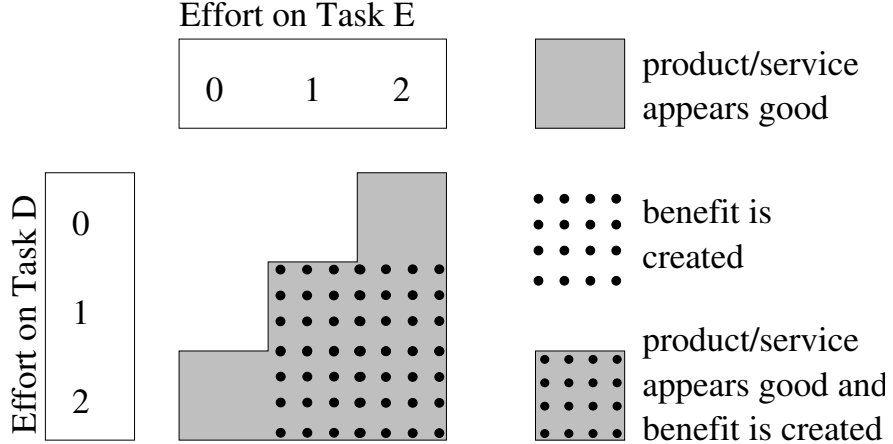 Effort on Task E
0 1 2
product/service
appears good
Effort on Task D
0
1
2
benefit is
created
product/service
appears good and
benefit is created